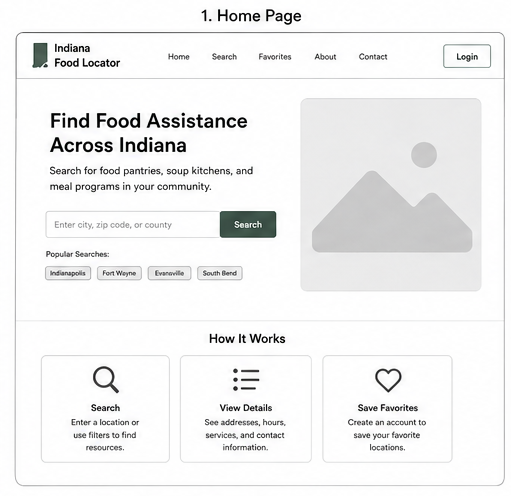 1. Home Page
Indiana
Food Locator
Home
Search
Favorites
About
Contact
Login
Find Food Assistance
Across Indiana
Search for food pantries, soup kitchens, and
meal programs in your community.
Enter city, zip code, or county
Search
Popular Searches:
Indianapolis
Fort Wayne
Evansville
South Bend
How It Works
Search
Enter a location or
use filters to find
resources.
View Details
See addresses, hours,
services, and contact
information.
Save Favorites
Create an account to
save your favorite
locations.